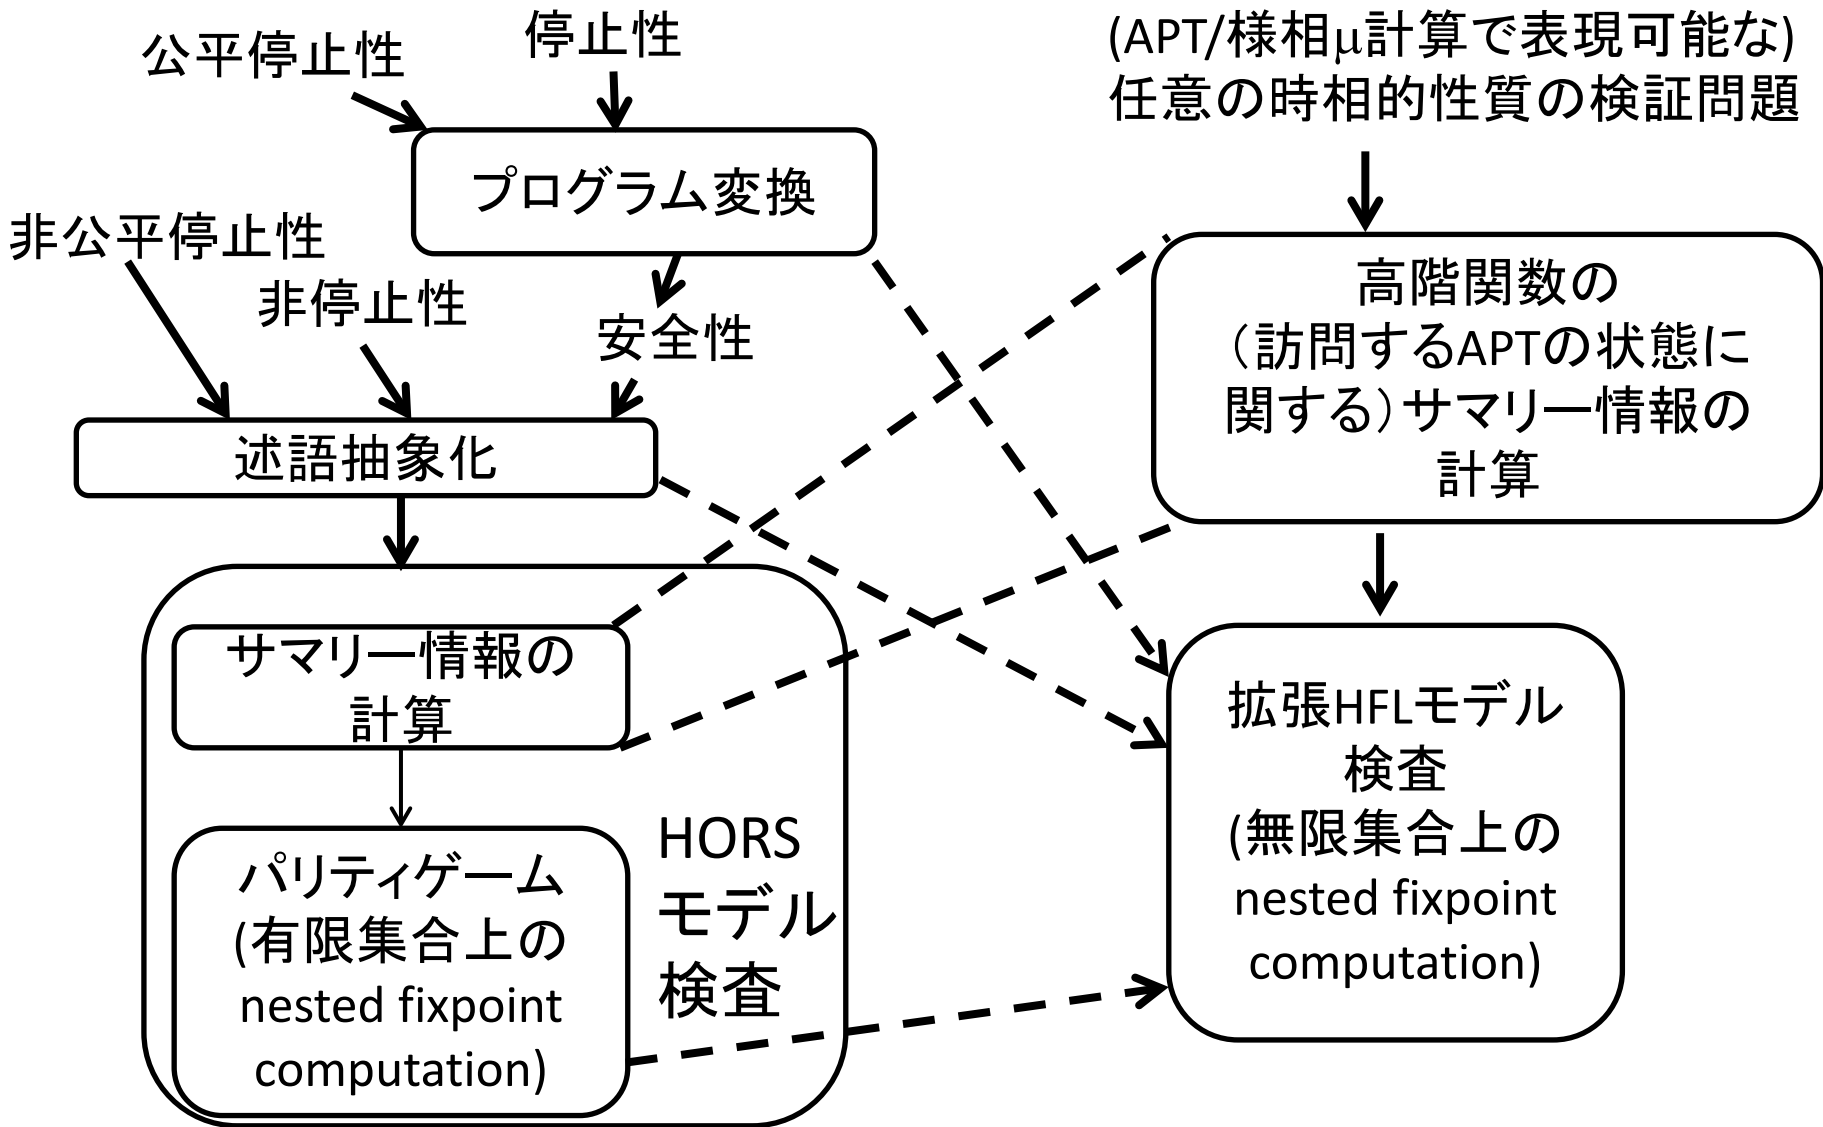 公平停止性
停止性
プログラム変換
非公平停止性
非停止性
安全性
述語抽象化
サマリー情報の
計算
パリティゲーム
(有限集合上の
nested fixpoint
computation)
HORS
モデル
検査
(APT/様相μ計算で表現可能な)
任意の時相的性質の検証問題
高階関数の
（訪問するAPTの状態に
関する）サマリー情報の
計算
拡張HFLモデル
検査
(無限集合上の
nested fixpoint
computation)